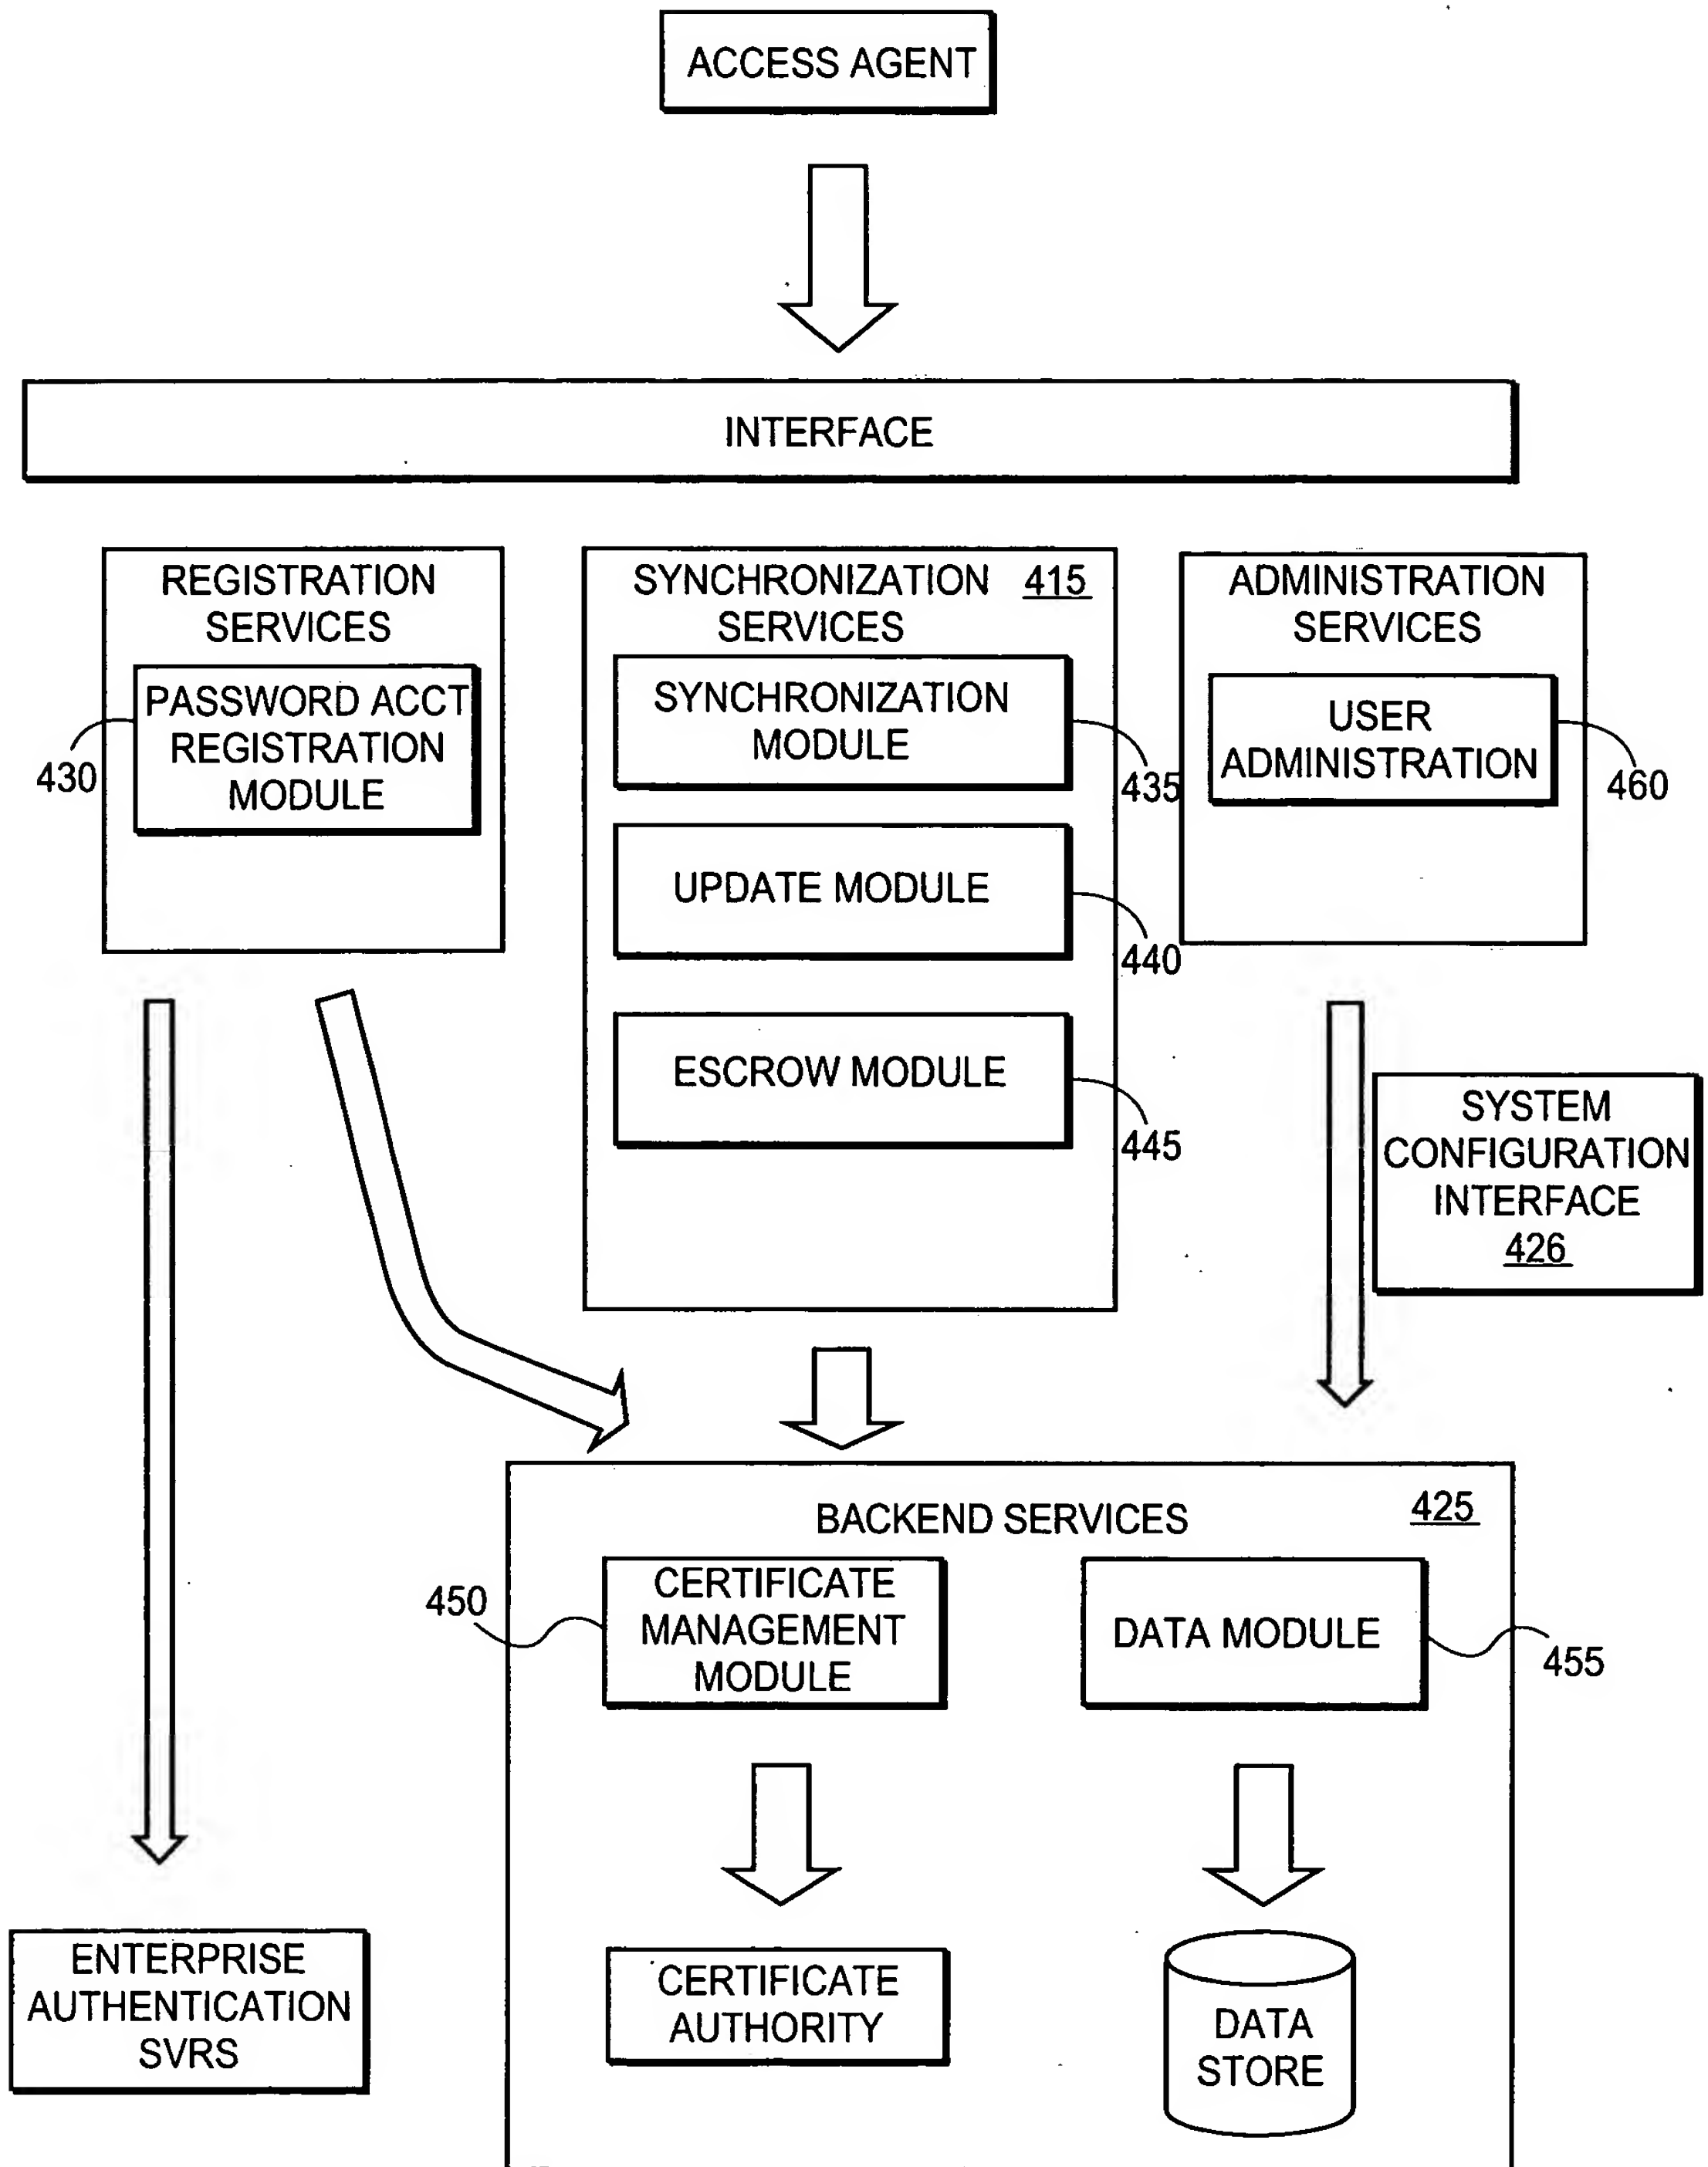 ACCESS AGENT
INTERFACE
REGISTRATION
SERVICES
PASSWORD ACCT
REGISTRATION
MODULE
430
SYNCHRONIZATION 415
SERVICES
SYNCHRONIZATION
MODULE
435
UPDATE MODULE
440
ESCROW MODULE
445
ADMINISTRATION
SERVICES
USER
ADMINISTRATION
460
SYSTEM
CONFIGURATION
INTERFACE
426
BACKEND SERVICES 425
CERTIFICATE
MANAGEMENT
MODULE
450
DATA MODULE
455
ENTERPRISE
AUTHENTICATION
SVRS
CERTIFICATE
AUTHORITY
DATA
STORE